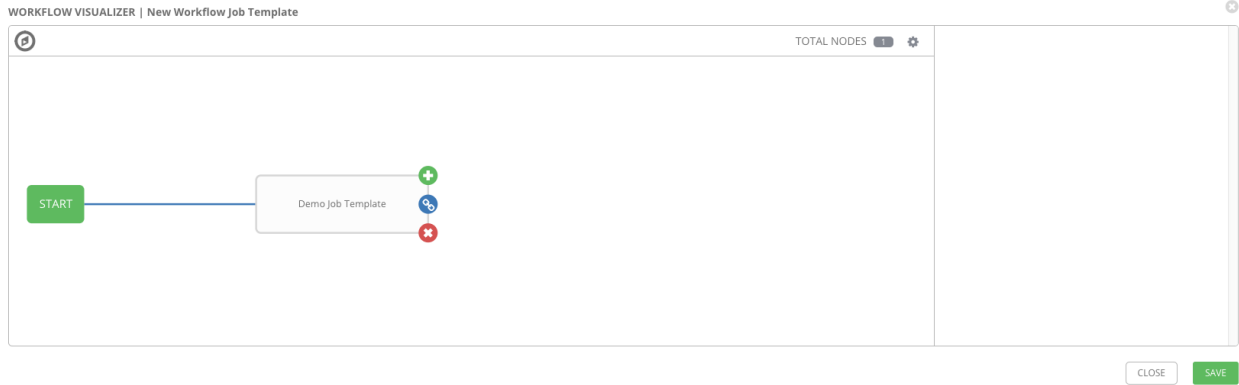 WORKFLOW VISUALIZER | New Workflow Job Template
TOTAL NODES 1
START
Demo Job Template
CLOSE
SAVE